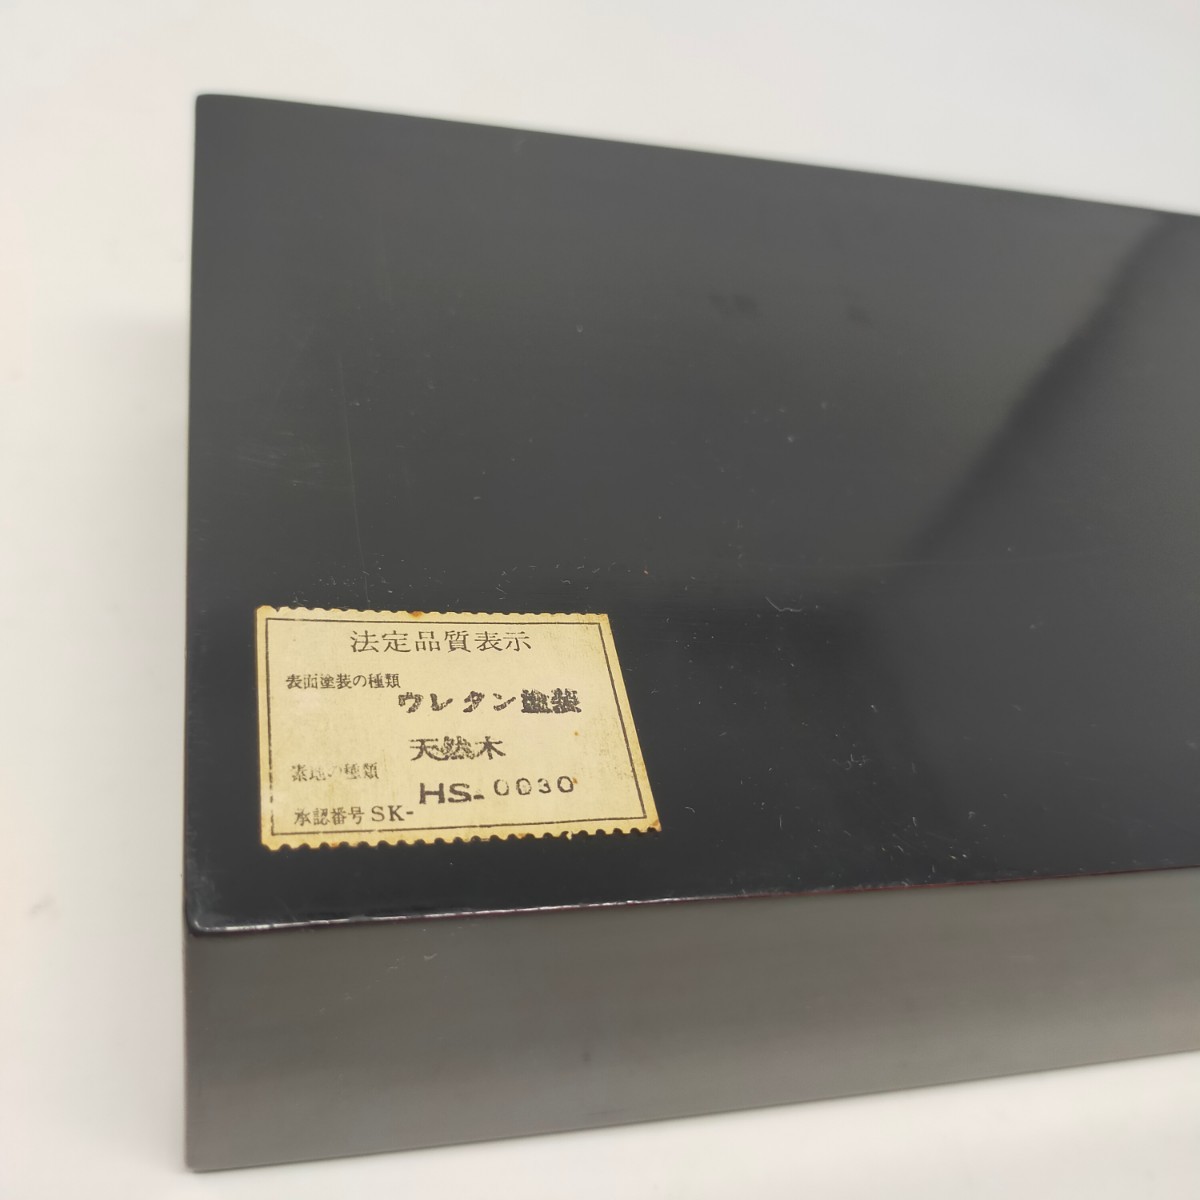 法定品質表示
表面塗装の種類
ウレタン塗装
天然木
素地の種類
HS-0030
承認番号SK-